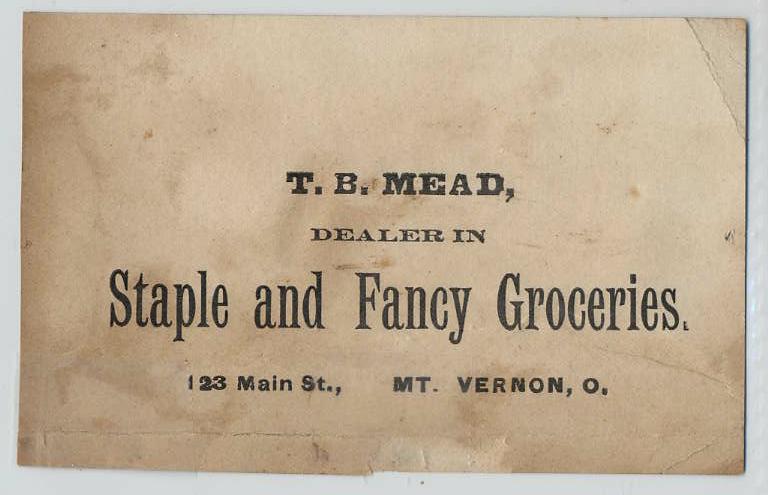 T. B. MEAD,
DEALER IN
Staple and Fancy Groceries.
123 Main St., MT. VERNON, O.